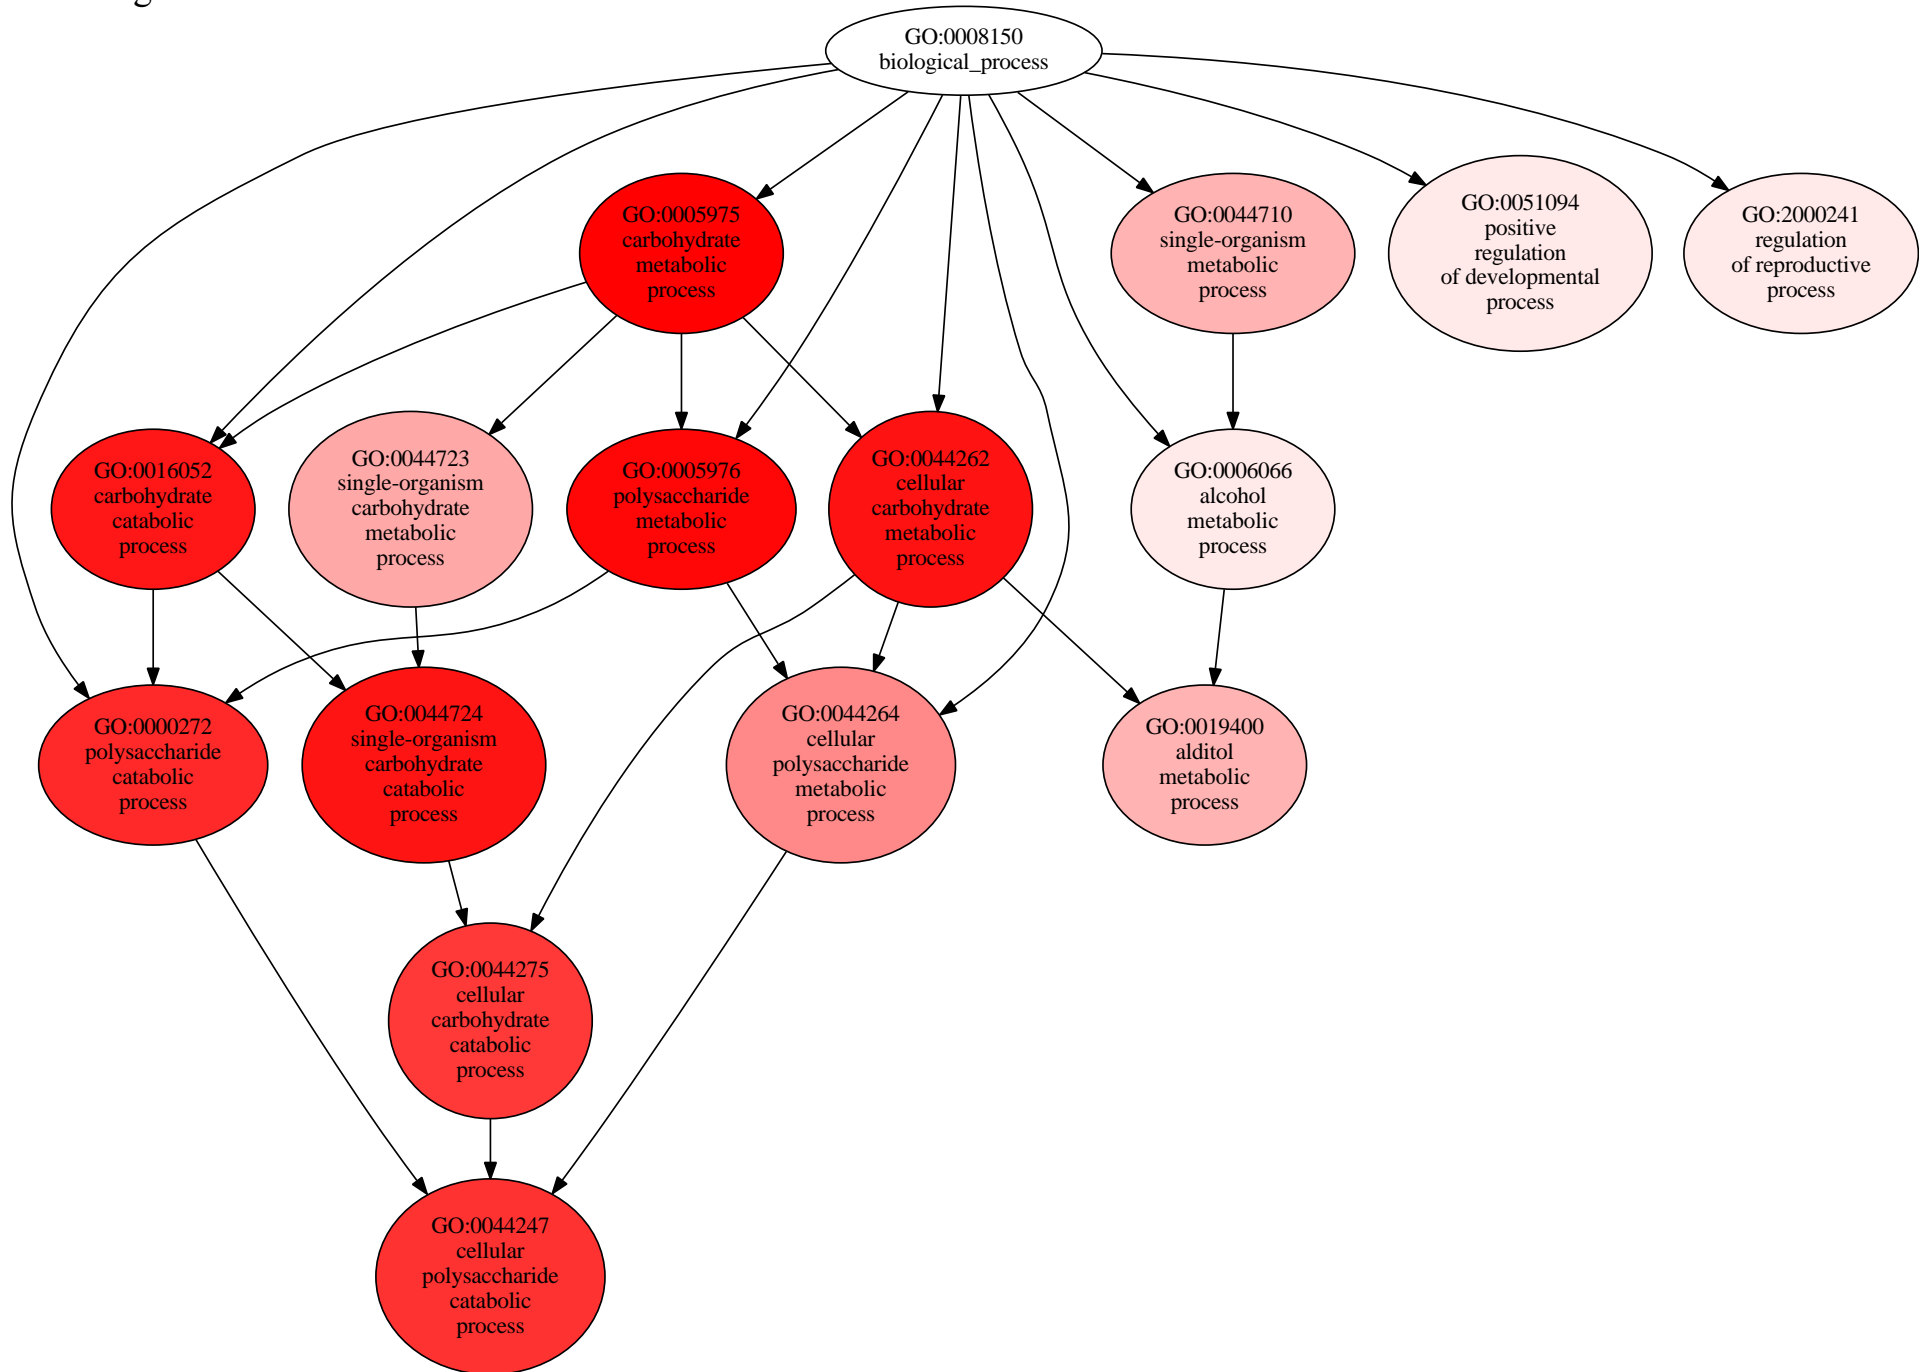 GO:0008150
biological_process
GO:0005975
carbohydrate
metabolic
process
GO:0044710
single-organism
metabolic
process
GO:0051094
positive
regulation
of developmental
process
GO:2000241
regulation
of reproductive
process
GO:0016052
carbohydrate
catabolic
process
GO:0044723
single-organism
carbohydrate
metabolic
process
GO:0005976
polysaccharide
metabolic
process
GO:0044262
cellular
carbohydrate
metabolic
process
GO:0006066
alcohol
metabolic
process
GO:0000272
polysaccharide
catabolic
process
GO:0044724
single-organism
carbohydrate
catabolic
process
GO:0044264
cellular
polysaccharide
metabolic
process
GO:0019400
alditol
metabolic
process
GO:0044275
cellular
carbohydrate
catabolic
process
GO:0044247
cellular
polysaccharide
catabolic
process